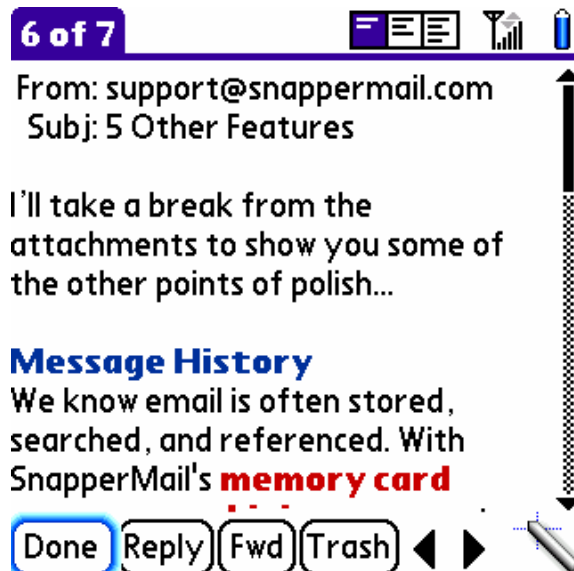 6 of 7
From: support@snappermail.com
Subj: 5 Other Features
I'll take a break from the
attachments to show you some of
the other points of polish...
Message History
We know email is often stored,
searched, and referenced. With
SnapperMail's memory card
Done Reply Fwd Trash